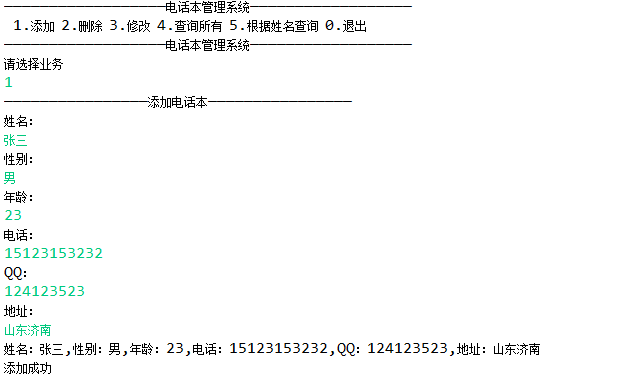 ——————————————————电话本管理系统——————————————————
1.添加 2.删除 3.修改 4.查询所有 5.根据姓名查询 0.退出
——————————————————电话本管理系统——————————————————
请选择业务
1
————————————————添加电话本————————————————
姓名：
张三
性别：
男
年龄：
23
电话：
15123153232
QQ：
124123523
地址：
山东济南
姓名：张三,性别：男,年龄：23,电话：15123153232,QQ：124123523,地址：山东济南
添加成功